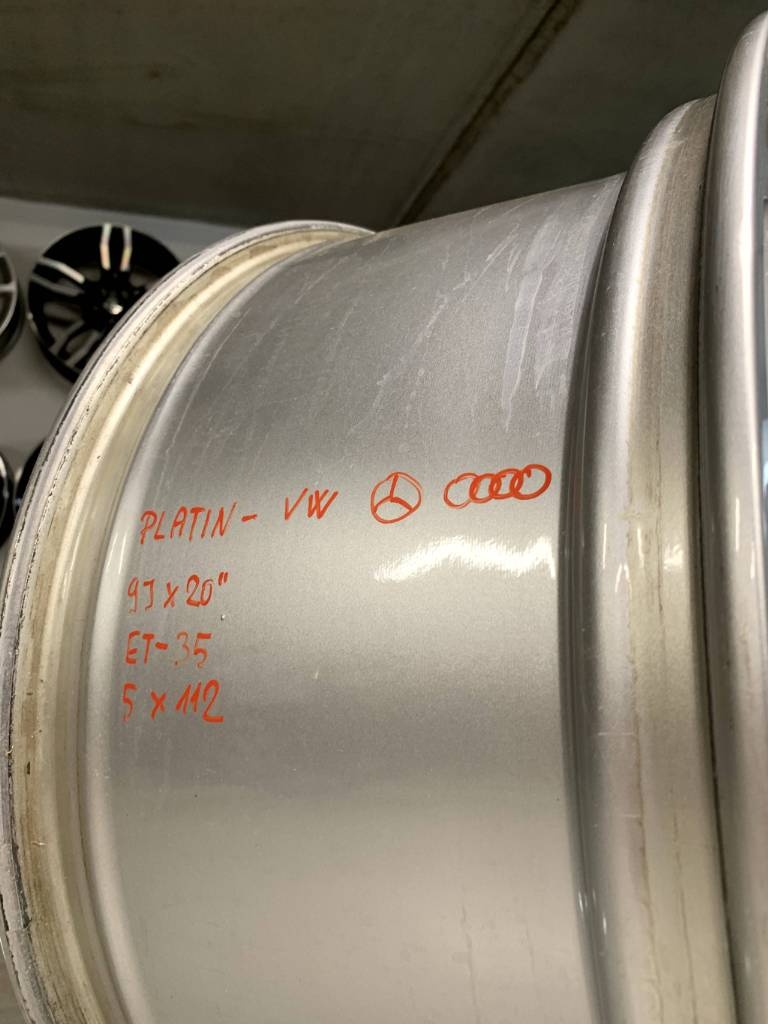 PLATIN - VW
9J x 20"
ET-35
5 x 112